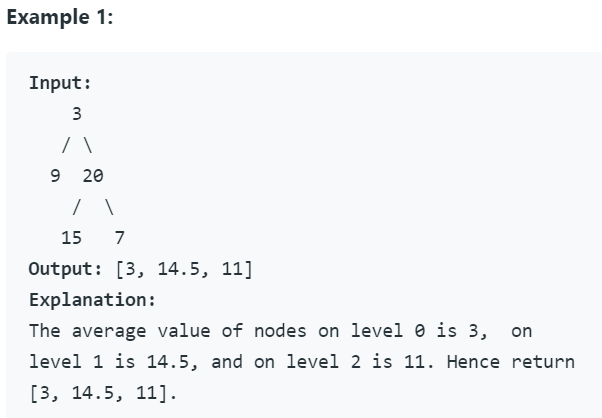 Example 1:
Input:
3
/ \
9 20
/ \
15 7
Output: [3, 14.5, 11]
Explanation:
The average value of nodes on level 0 is 3, on
level 1 is 14.5, and on level 2 is 11. Hence return
[3, 14.5, 11].